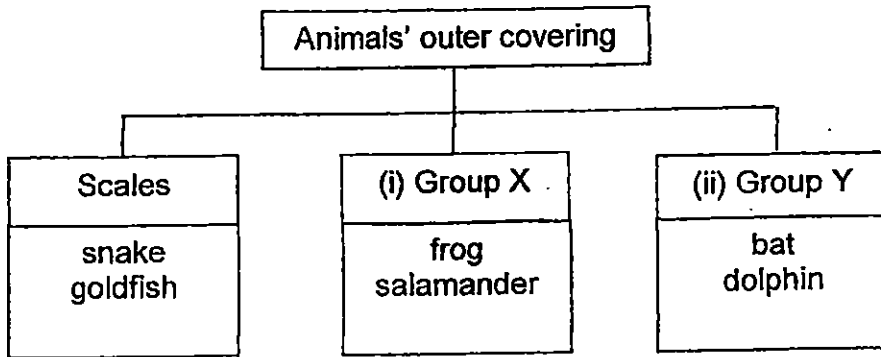 Animals' outer covering
Scales
snake
goldfish
(i) Group X
frog
salamander
(ii) Group Y
bat
dolphin